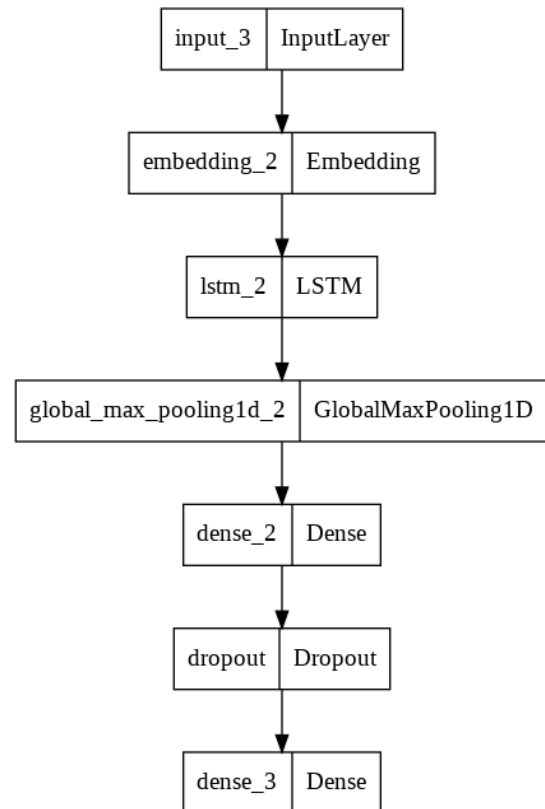 input_3 InputLayer
embedding_2 Embedding
lstm_2 LSTM
global_max_pooling1d_2 GlobalMaxPooling1D
dense_2 Dense
dropout Dropout
dense_3 Dense